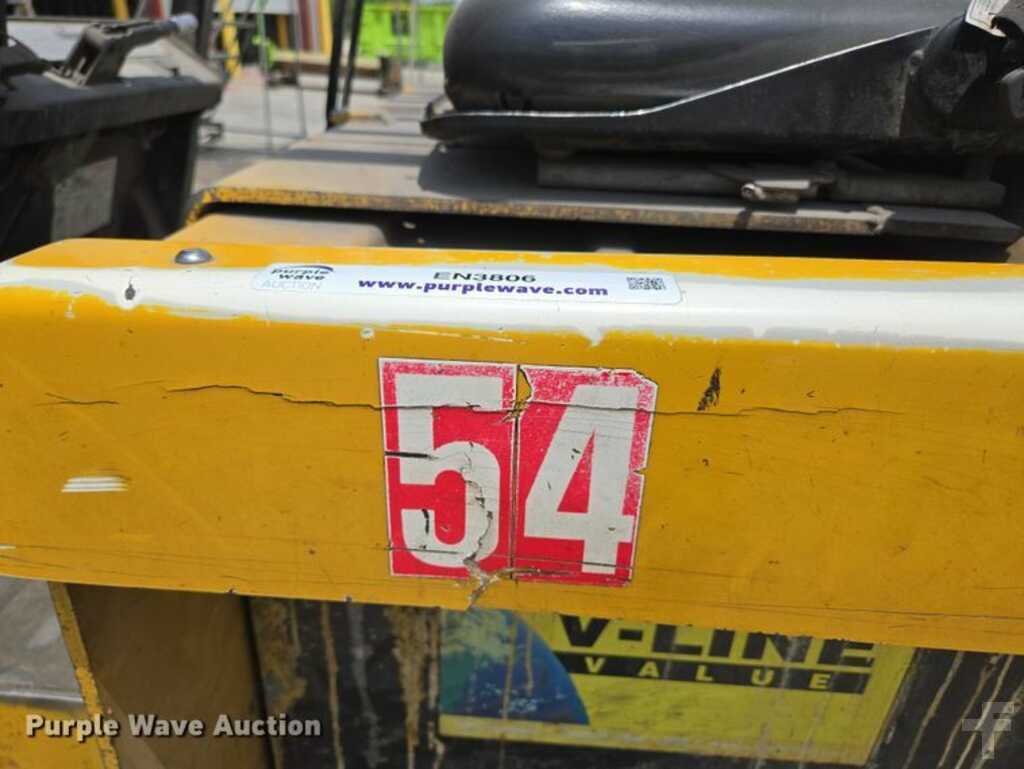 purple wave AUCTION
EN3806
www.purplewave.com
54
V-LINE
VALUE
Purple Wave Auction